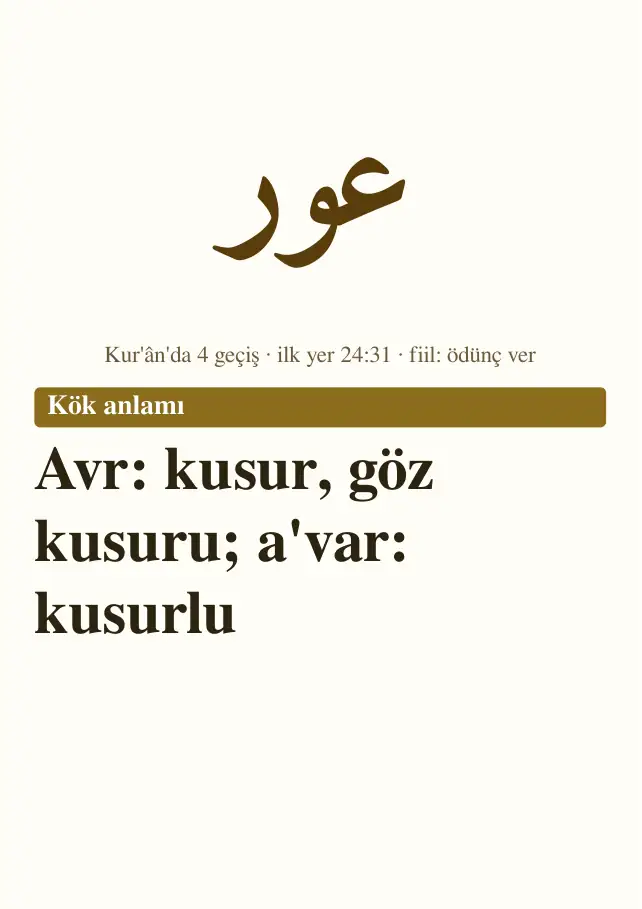 عور
Kur'ân'da 4 geçiş · ilk yer 24:31 · fiil: ödünç ver
Kök anlamı
Avr: kusur, göz
kusuru; a'var:
kusurlu